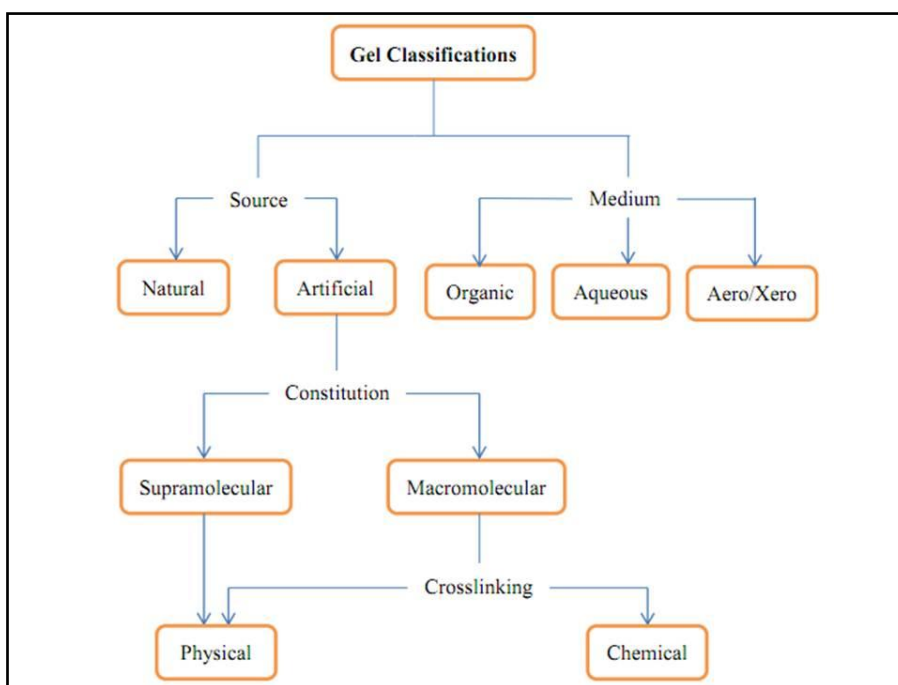 Gel Classifications
Source
Medium
Natural
Artificial
Organic
Aqueous
Aero/Xero
Constitution
Supramolecular
Macromolecular
Crosslinking
Physical
Chemical